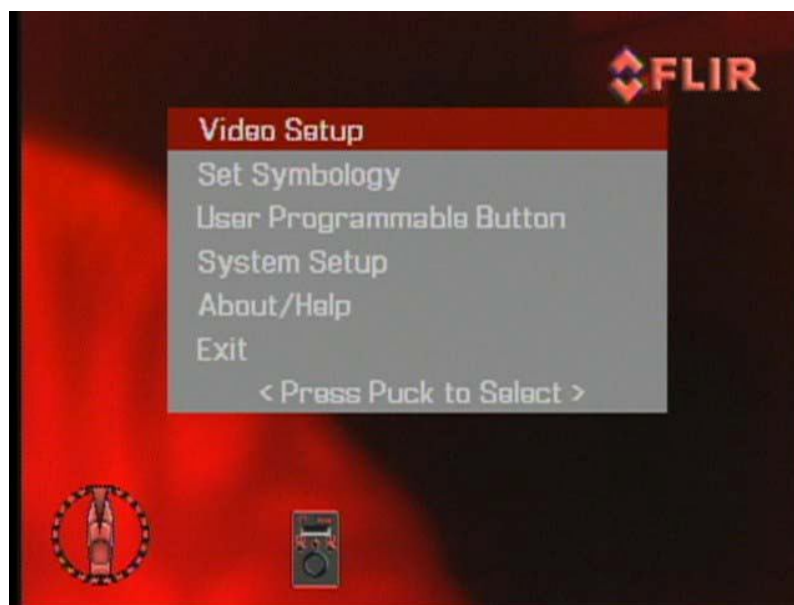 FLIR
Video Setup
Set Symbology
User Programmable Button
System Setup
About/Help
Exit
< Press Puck to Select >